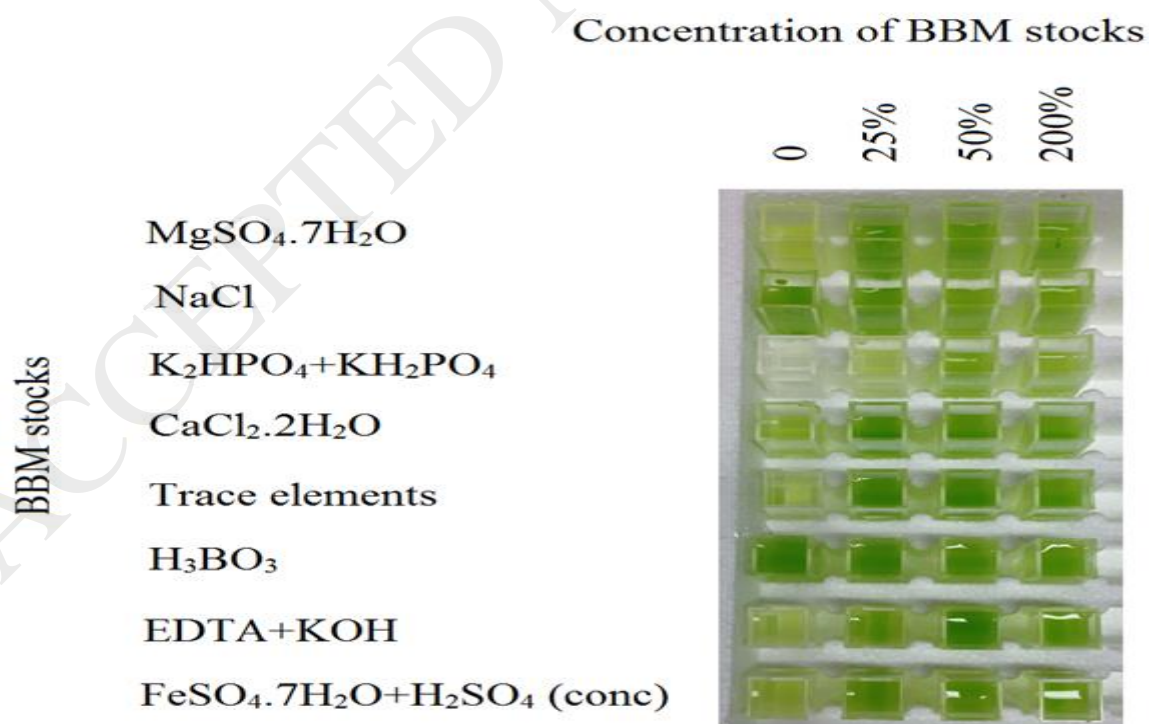 Concentration of BBM stocks
0
25%
50%
200%
BBM stocks
MgSO₄.7H₂O
NaCl
K₂HPO₄+KH₂PO₄
CaCl₂.2H₂O
Trace elements
H₃BO₃
EDTA+KOH
FeSO₄.7H₂O+H₂SO₄ (conc)
ACCEPTED